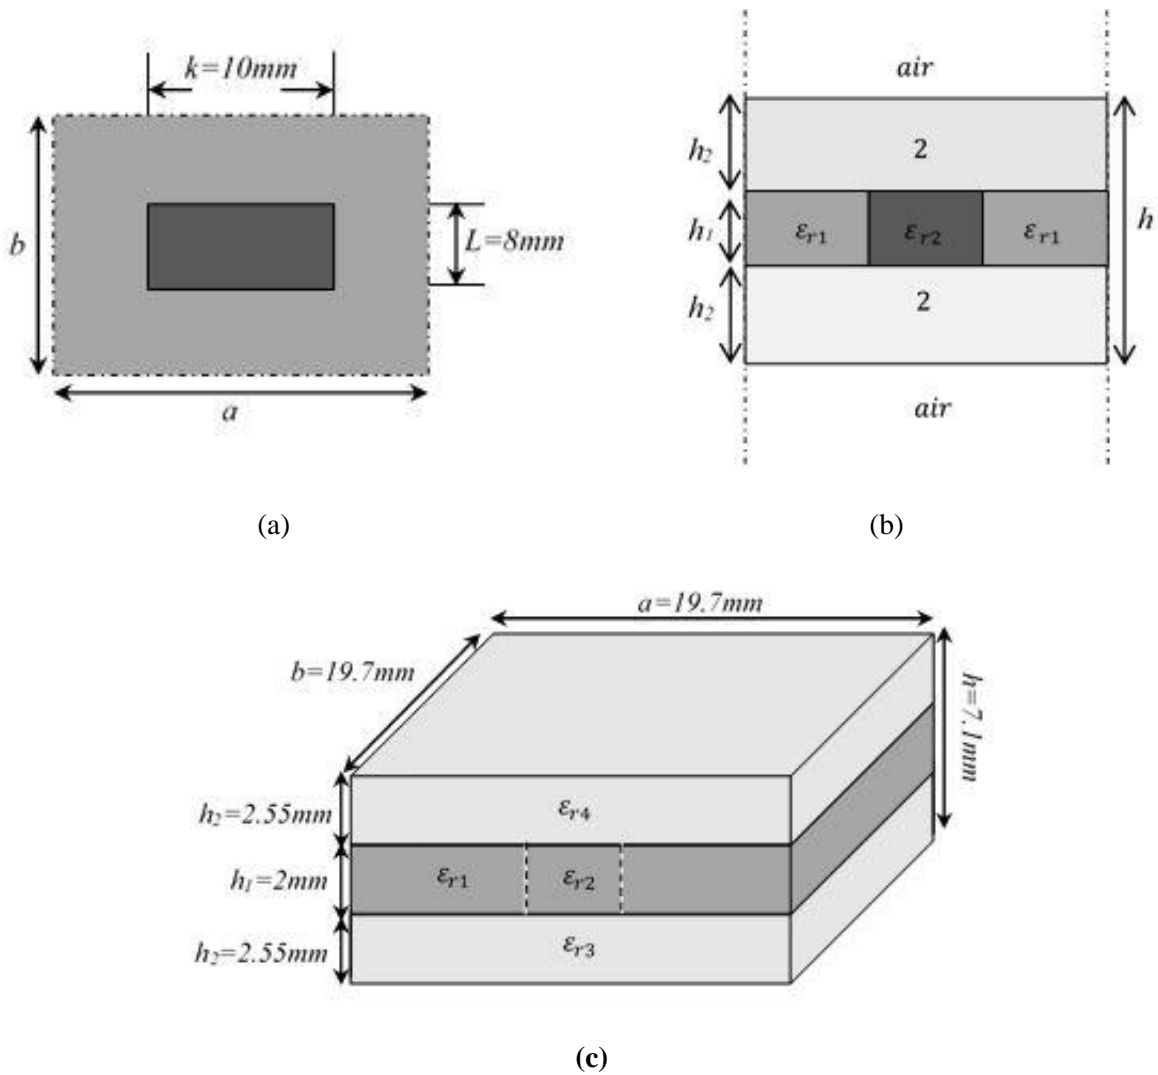 k=10mm
b
L=8mm
a
(a)
air
h₂
2
h₁
εr1
εr2
εr1
h
h₂
2
air
(b)
a=19.7mm
b=19.7mm
h=7.1mm
h₂=2.55mm
εr4
h₁=2mm
εr1
εr2
h₂=2.55mm
εr3
(c)